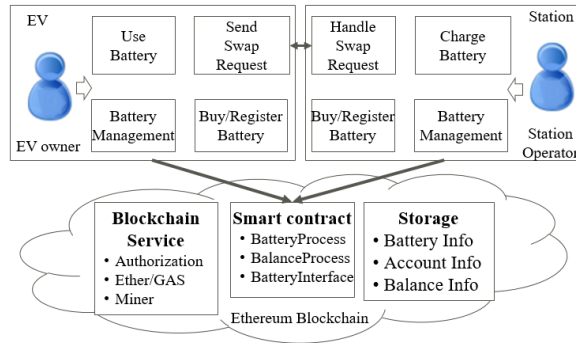 EV
Use
Battery
Send
Swap
Request
EV owner
Battery
Management
Buy/Register
Battery
Station
Handle
Swap
Request
Charge
Battery
Buy/Register
Battery
Battery
Management
Station
Operator
Blockchain
Service
• Authorization
• Ether/GAS
• Miner
Smart contract
• BatteryProcess
• BalanceProcess
• BatteryInterface
Storage
• Battery Info
• Account Info
• Balance Info
Ethereum Blockchain